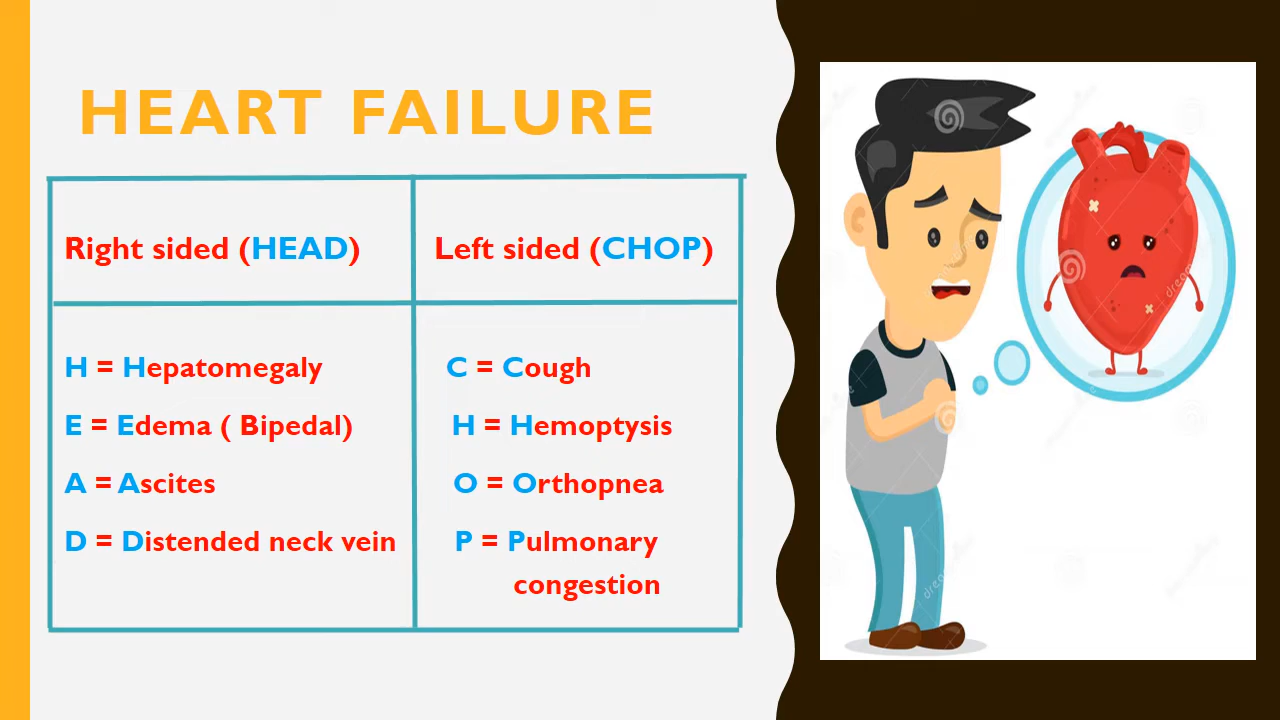 HEART FAILURE
Right sided (HEAD)
Left sided (CHOP)
H = Hepatomegaly
E = Edema ( Bipedal)
A = Ascites
D = Distended neck vein
C = Cough
H = Hemoptysis
O = Orthopnea
P = Pulmonary
congestion